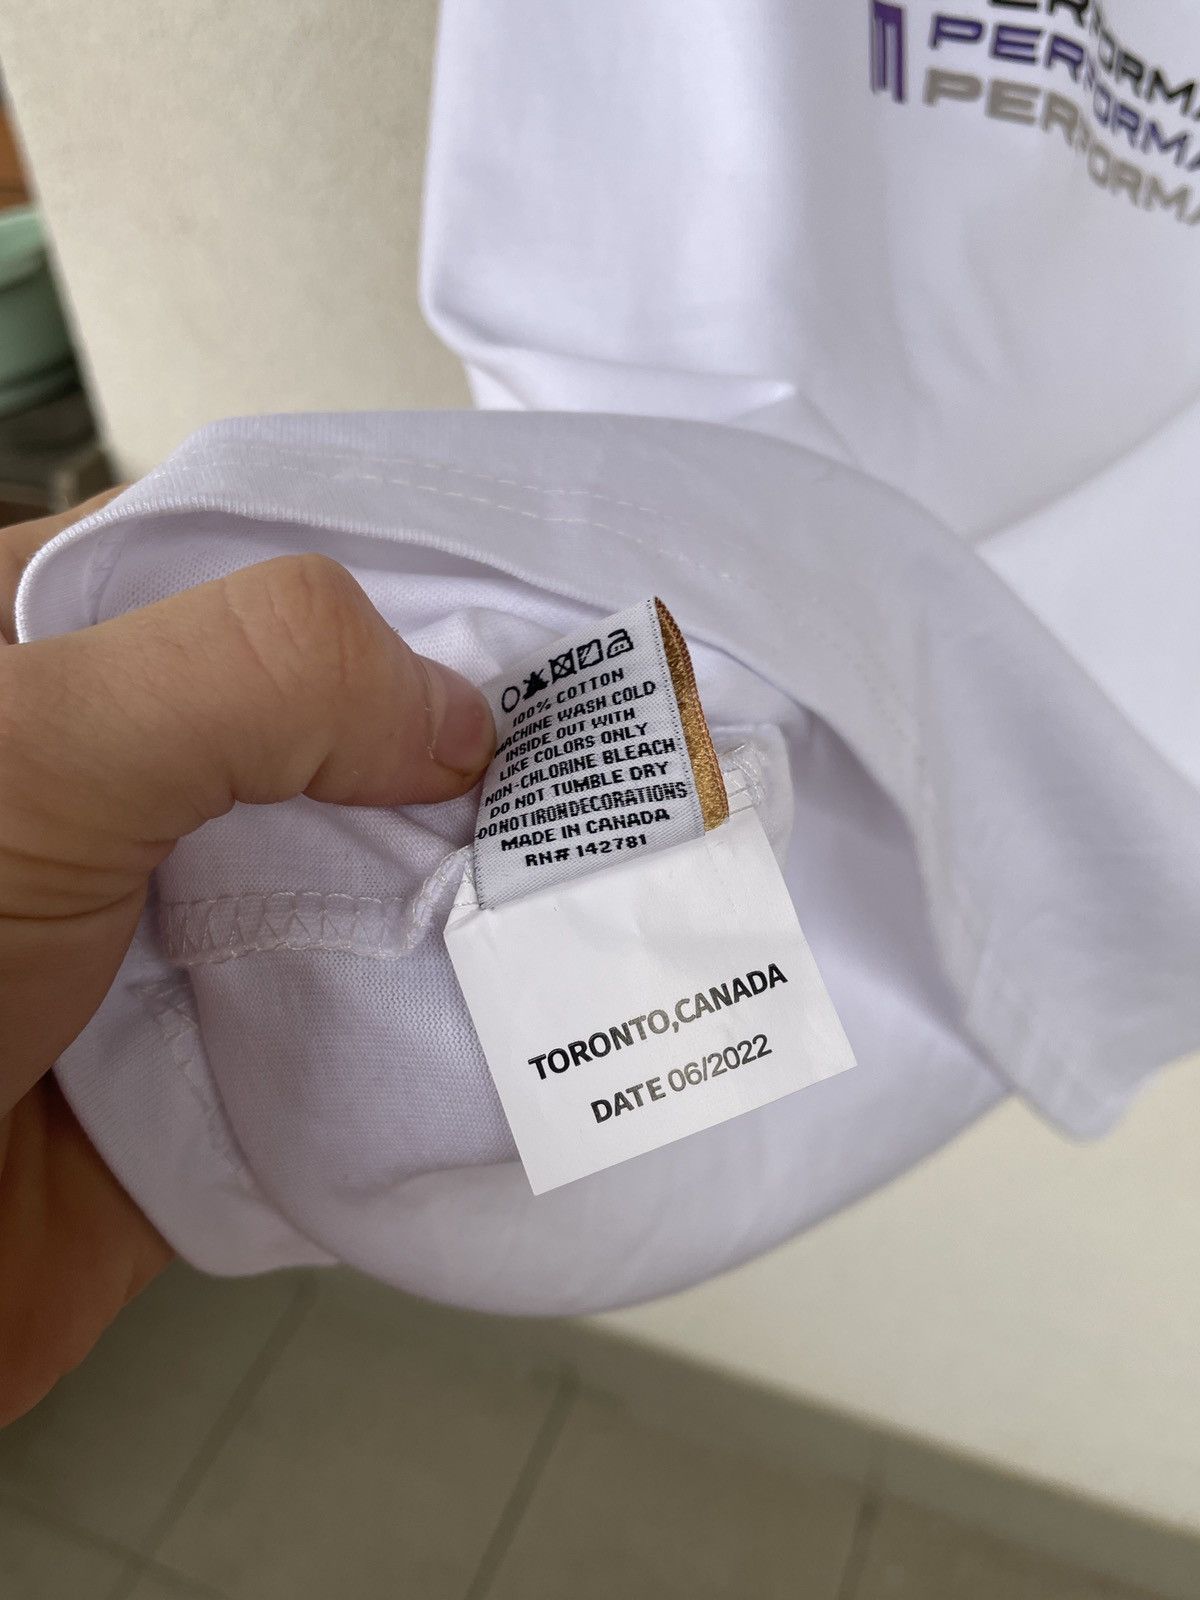 PERFORMA
PERFORMA
PERFORMA
100% COTTON
MACHINE WASH COLD
INSIDE OUT WITH
LIKE COLORS ONLY
NON-CHLORINE BLEACH
DO NOT TUMBLE DRY
DONOTIRONDECORATIONS
MADE IN CANADA
RN# 142781
TORONTO,CANADA
DATE 06/2022